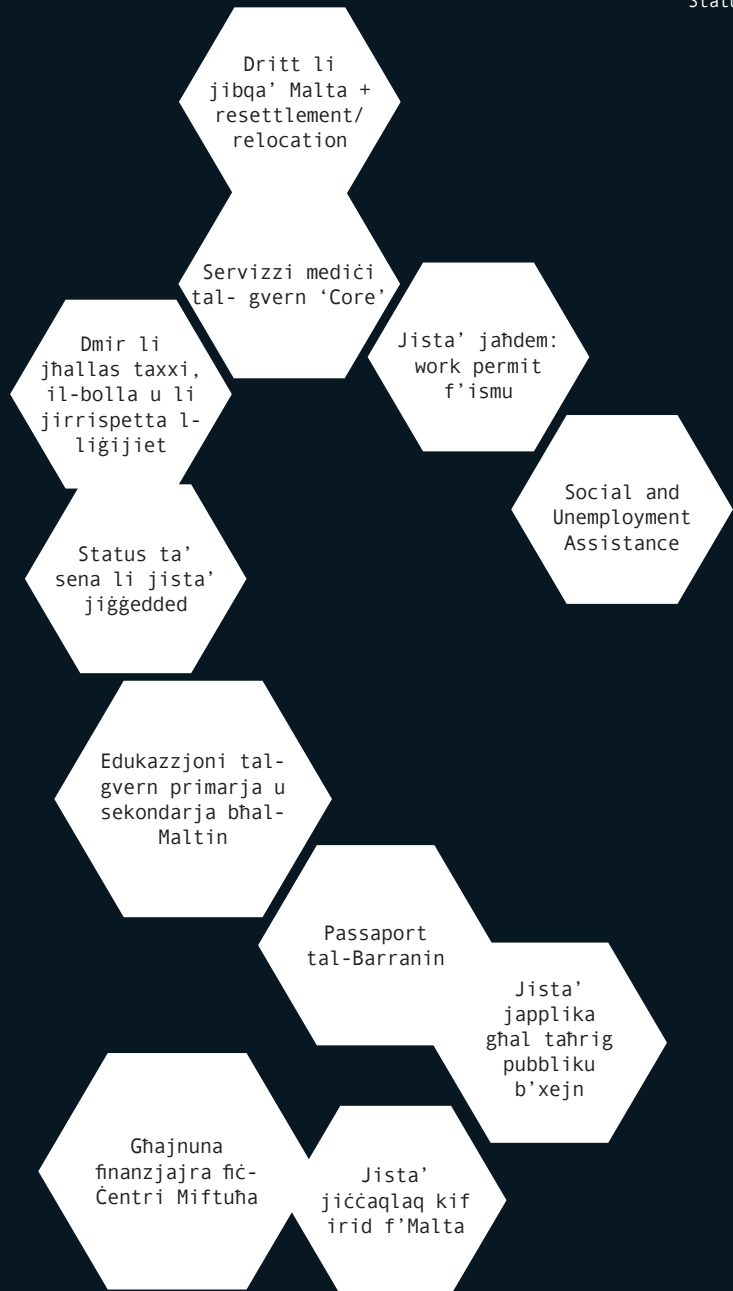 Dritt li
jibqa’ Malta +
resettlement/
relocation
Servizzi mediċi
tal- gvern ‘Core’
Jista’ jaħdem:
work permit
f’ismu
Dmir li
jħallas taxxi,
il-bolla u li
jirrispetta l-
liġijiet
Social and
Unemployment
Assistance
Status ta’
sena li jista’
jiġġedded
Edukazzjoni tal-
gvern primarja u
sekondarja bħal-
Maltin
Passaport
tal-Barranin
Jista’
japplika
għal taħrig
pubbliku
b’xejn
Għajnuna
finanzjajra fiċ-
Ċentri Miftuħa
Jista’
jiċċaqlaq kif
irid f’Malta